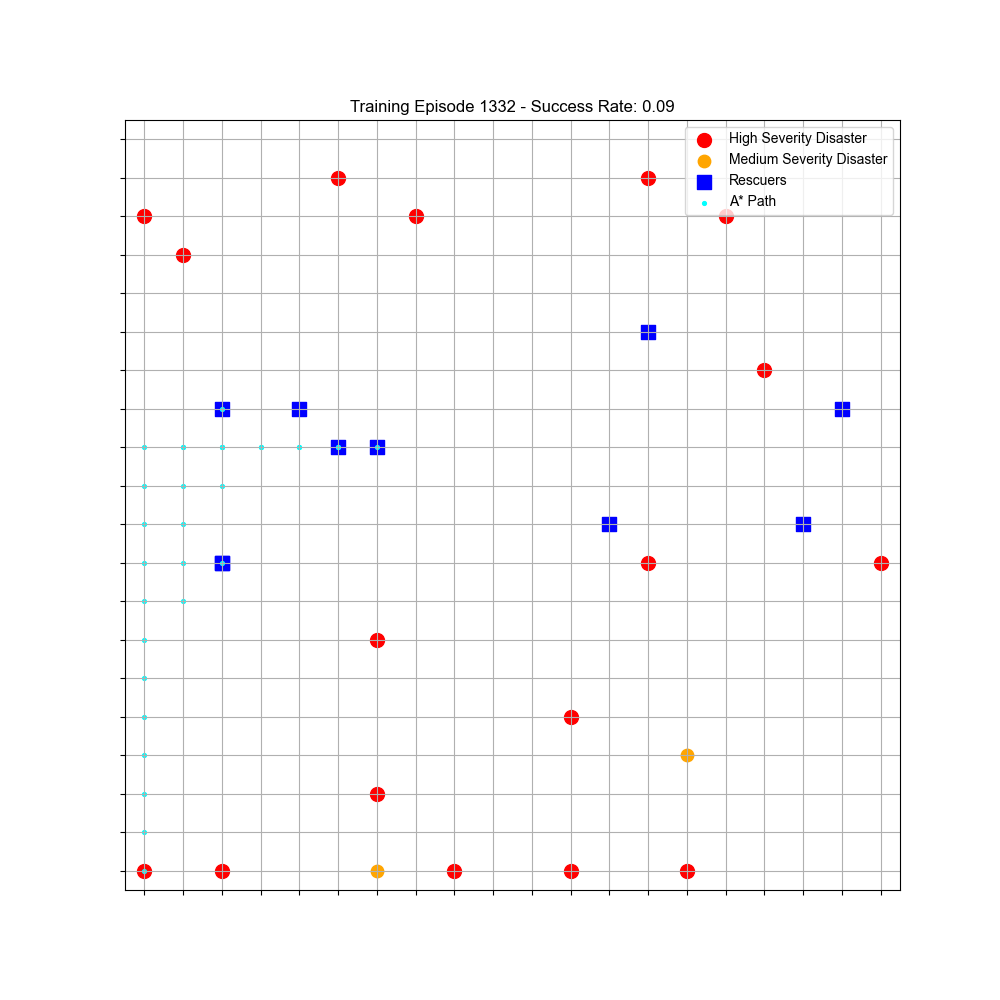 Training Episode 1332 - Success Rate: 0.09
High Severity Disaster
Medium Severity Disaster
Rescuers
A* Path